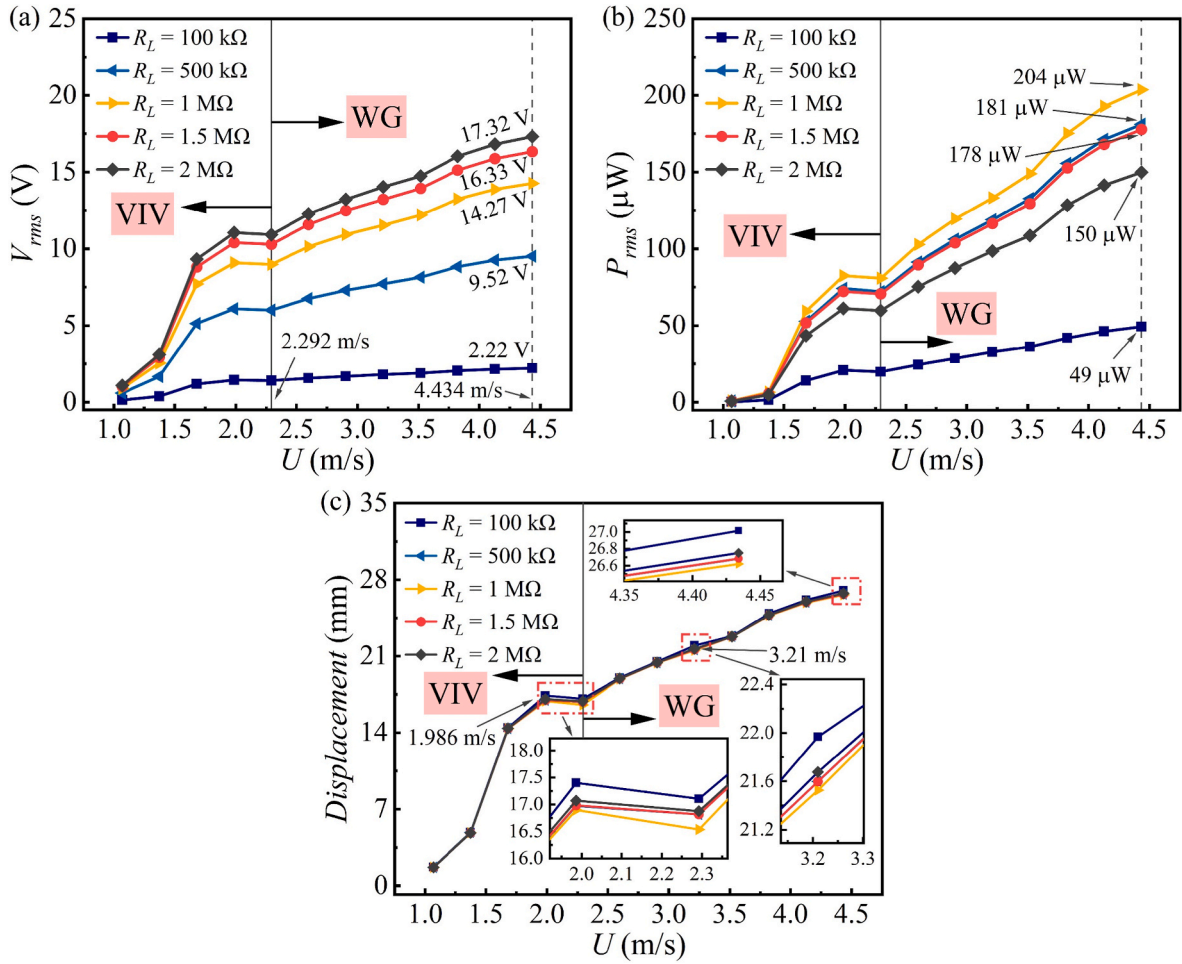 (a)
25
20
15
10
5
0
V_rms (V)
R_L = 100 kΩ
R_L = 500 kΩ
R_L = 1 MΩ
R_L = 1.5 MΩ
R_L = 2 MΩ
WG
VIV
17.32 V
16.33 V
14.27 V
9.52 V
2.22 V
2.292 m/s
4.434 m/s
1.0 1.5 2.0 2.5 3.0 3.5 4.0 4.5
U (m/s)
(b)
250
200
150
100
50
0
P_rms (μW)
R_L = 100 kΩ
R_L = 500 kΩ
R_L = 1 MΩ
R_L = 1.5 MΩ
R_L = 2 MΩ
204 μW
181 μW
178 μW
150 μW
49 μW
VIV
WG
1.0 1.5 2.0 2.5 3.0 3.5 4.0 4.5
U (m/s)
(c)
35
28
21
14
7
0
Displacement (mm)
R_L = 100 kΩ
R_L = 500 kΩ
R_L = 1 MΩ
R_L = 1.5 MΩ
R_L = 2 MΩ
27.0
26.8
26.6
4.35 4.40 4.45
3.21 m/s
VIV
WG
1.986 m/s
18.0
17.5
17.0
16.5
16.0
2.0 2.1 2.2 2.3
22.4
22.0
21.6
21.2
3.2 3.3
1.0 1.5 2.0 2.5 3.0 3.5 4.0 4.5
U (m/s)